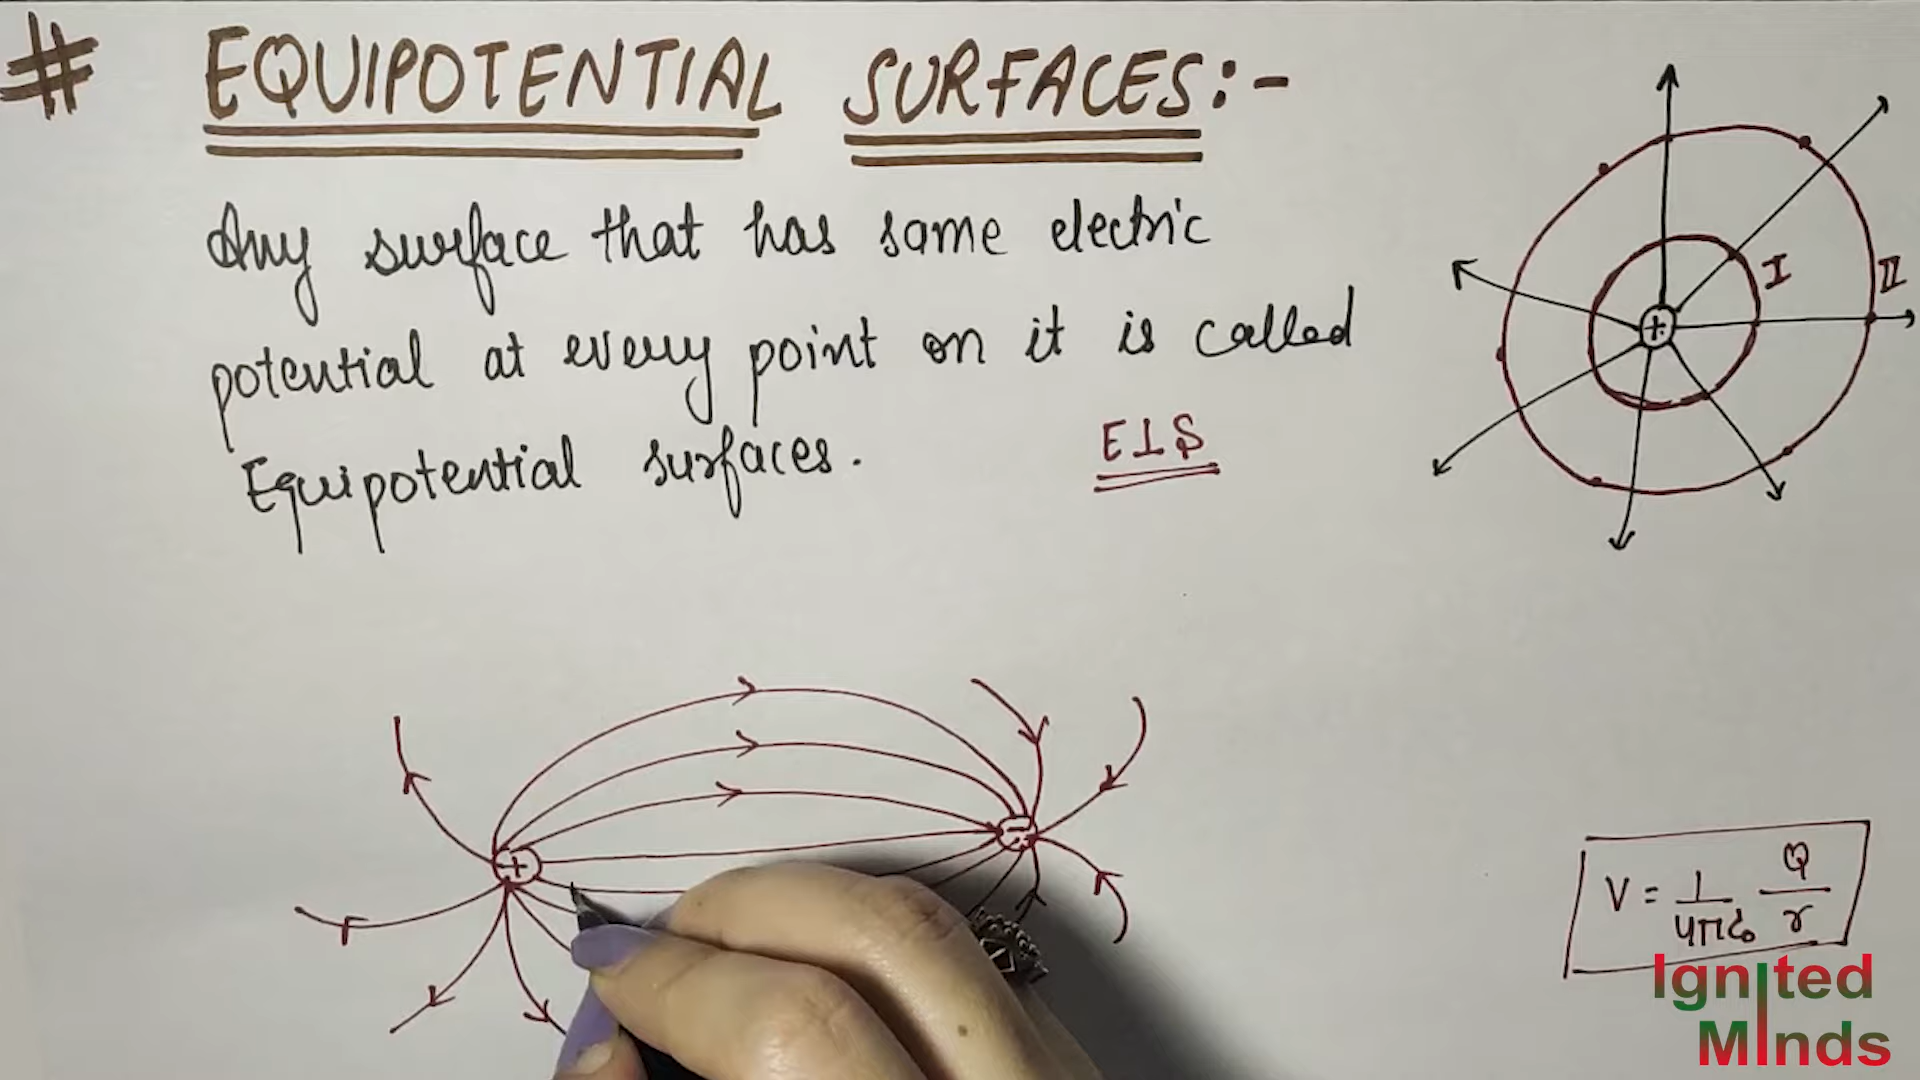 # EQUIPOTENTIAL SURFACES:-
Any surface that has same electric
potential at every point on it is called
Equipotential surfaces.
E⊥S
I
II
+
+
-
V = 1/4πε₀ Q/r
Ignited
Minds